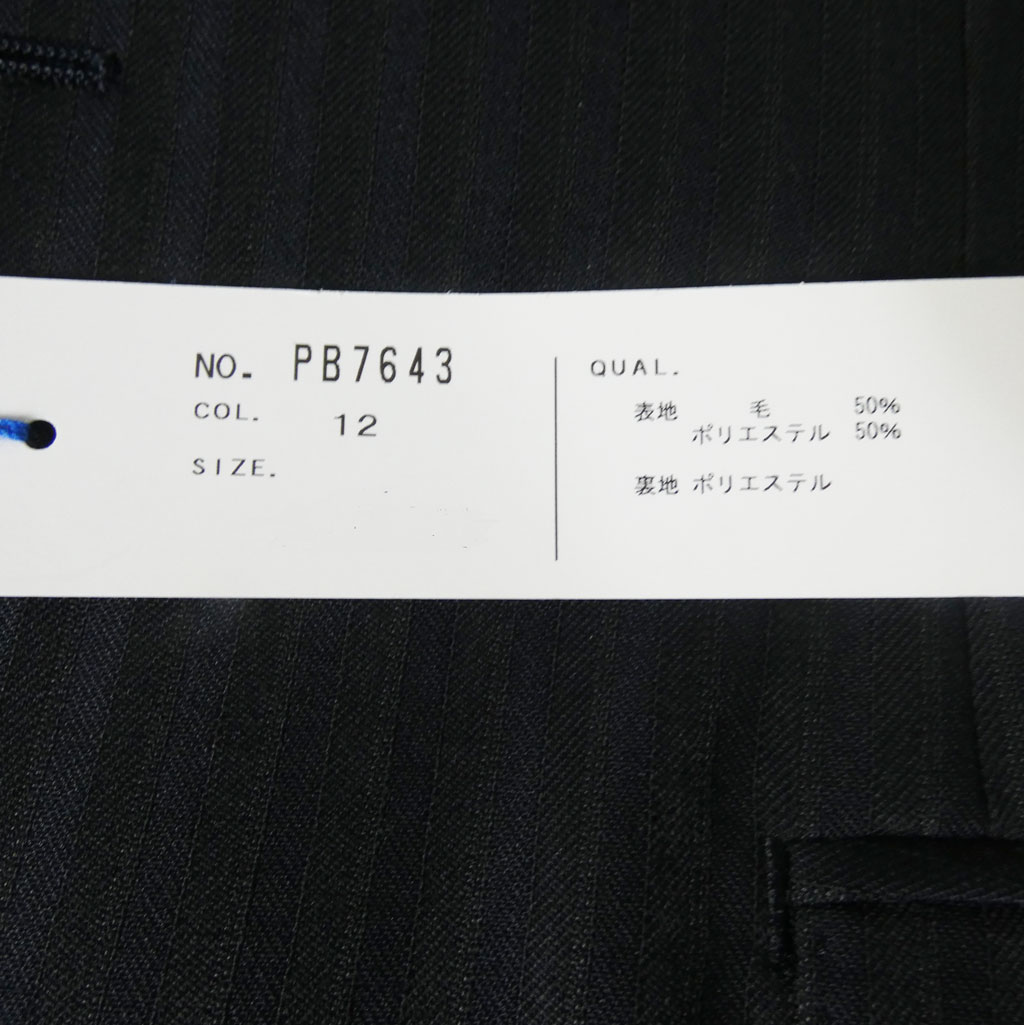 NO. PB7643
COL. 12
SIZE.
QUAL.
表地 毛 50%
ポリエステル 50%
裏地 ポリエステル